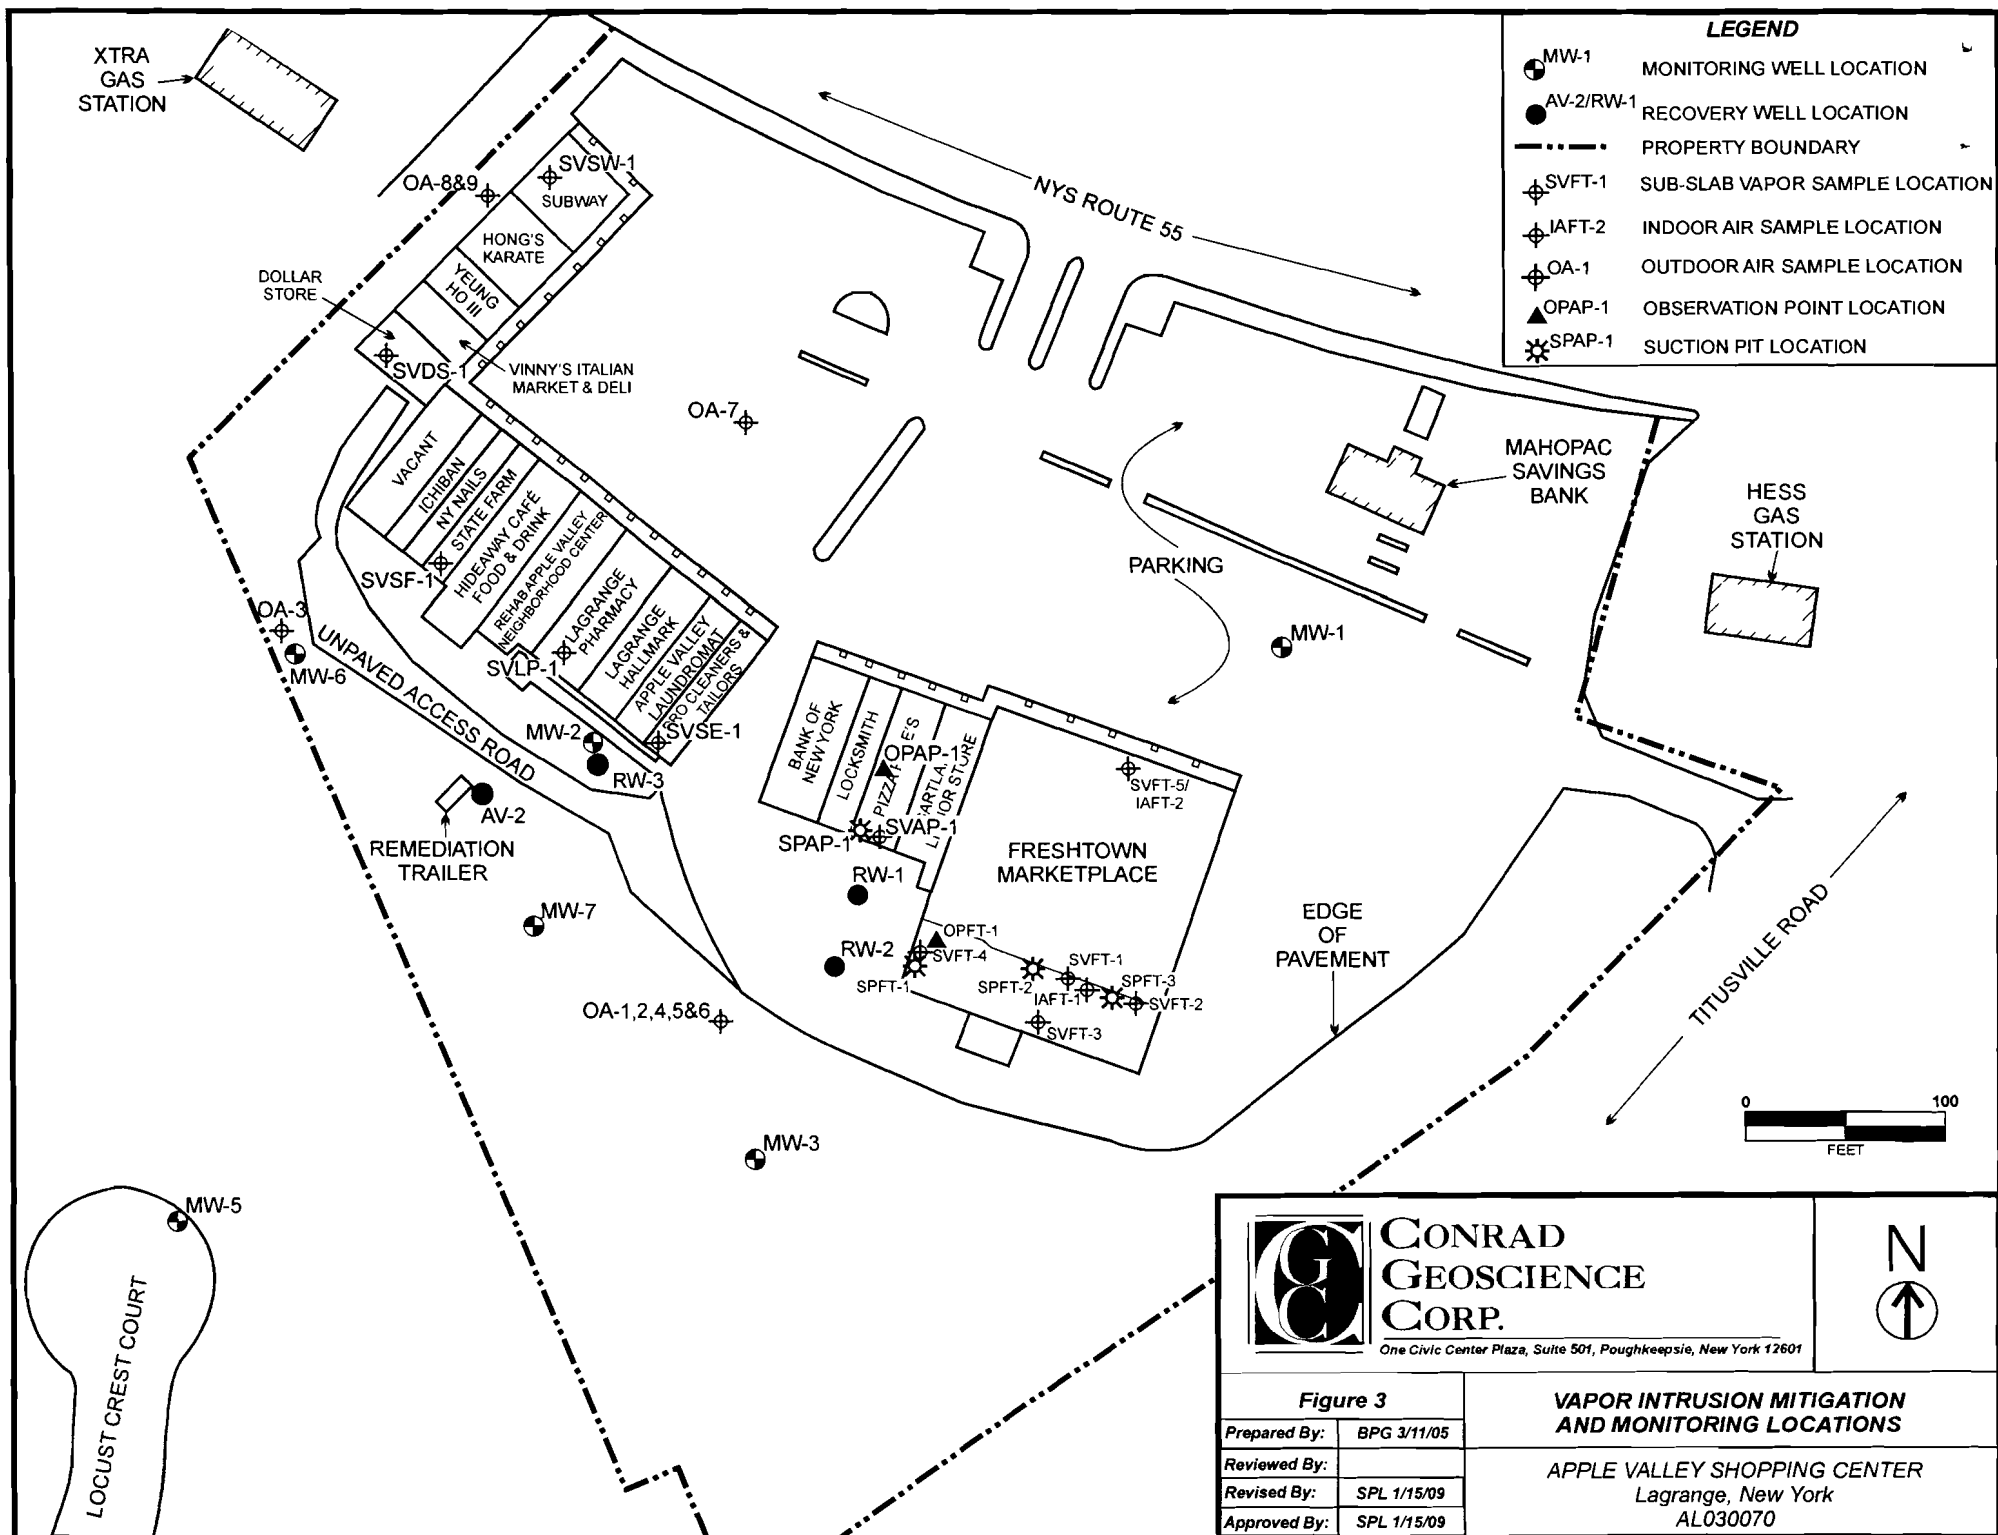 XTRA
GAS
STATION
LEGEND
MW-1
MONITORING WELL LOCATION
AV-2/RW-1
RECOVERY WELL LOCATION
PROPERTY BOUNDARY
SVFT-1
SUB-SLAB VAPOR SAMPLE LOCATION
IAFT-2
INDOOR AIR SAMPLE LOCATION
OA-1
OUTDOOR AIR SAMPLE LOCATION
OPAP-1
OBSERVATION POINT LOCATION
SPAP-1
SUCTION PIT LOCATION
NYS ROUTE 55
OA-8&9
SVSW-1
SUBWAY
HONG'S
KARATE
YEUNG
HO III
DOLLAR
STORE
SVDS-1
VINNY'S ITALIAN
MARKET & DELI
OA-7
VACANT
ICHIBAN
NY NAILS
STATE FARM
HIDEAWAY CAFÉ
FOOD & DRINK
REHAB APPLE VALLEY
NEIGHBORHOOD CENTER
LAGRANGE
PHARMACY
LAGRANGE
HALLMARK
APPLE VALLEY
LAUNDROMAT
PRO CLEANERS &
TAILORS
SVSF-1
SVLP-1
SVSE-1
MAHOPAC
SAVINGS
BANK
HESS
GAS
STATION
PARKING
MW-1
OA-3
MW-6
UNPAVED ACCESS ROAD
MW-2
RW-3
AV-2
REMEDIATION
TRAILER
BANK OF
NEW YORK
LOCKSMITH
OPAP-1
SPAP-1
SVAP-1
SVFT-5/
IAFT-2
FRESHTOWN
MARKETPLACE
RW-1
RW-2
OPFT-1
SVFT-4
SPFT-1
SPFT-2
SVFT-1
IAFT-1
SPFT-3
SVFT-2
SVFT-3
MW-7
OA-1,2,4,5&6
EDGE
OF
PAVEMENT
TITUSVILLE ROAD
MW-3
MW-5
LOCUST CREST COURT
0 100
FEET
GCC
CONRAD
GEOSCIENCE
CORP.
One Civic Center Plaza, Suite 501, Poughkeepsie, New York 12601
N
Figure 3
Prepared By: BPG 3/11/05
Reviewed By:
Revised By: SPL 1/15/09
Approved By: SPL 1/15/09
VAPOR INTRUSION MITIGATION
AND MONITORING LOCATIONS
APPLE VALLEY SHOPPING CENTER
Lagrange, New York
AL030070